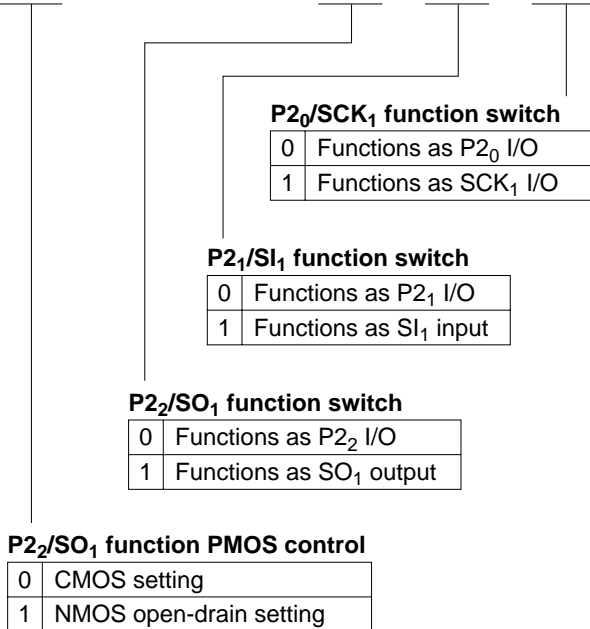 P2₀/SCK₁ function switch
0 Functions as P2₀ I/O
1 Functions as SCK₁ I/O
P2₁/SI₁ function switch
0 Functions as P2₁ I/O
1 Functions as SI₁ input
P2₂/SO₁ function switch
0 Functions as P2₂ I/O
1 Functions as SO₁ output
P2₂/SO₁ function PMOS control
0 CMOS setting
1 NMOS open-drain setting